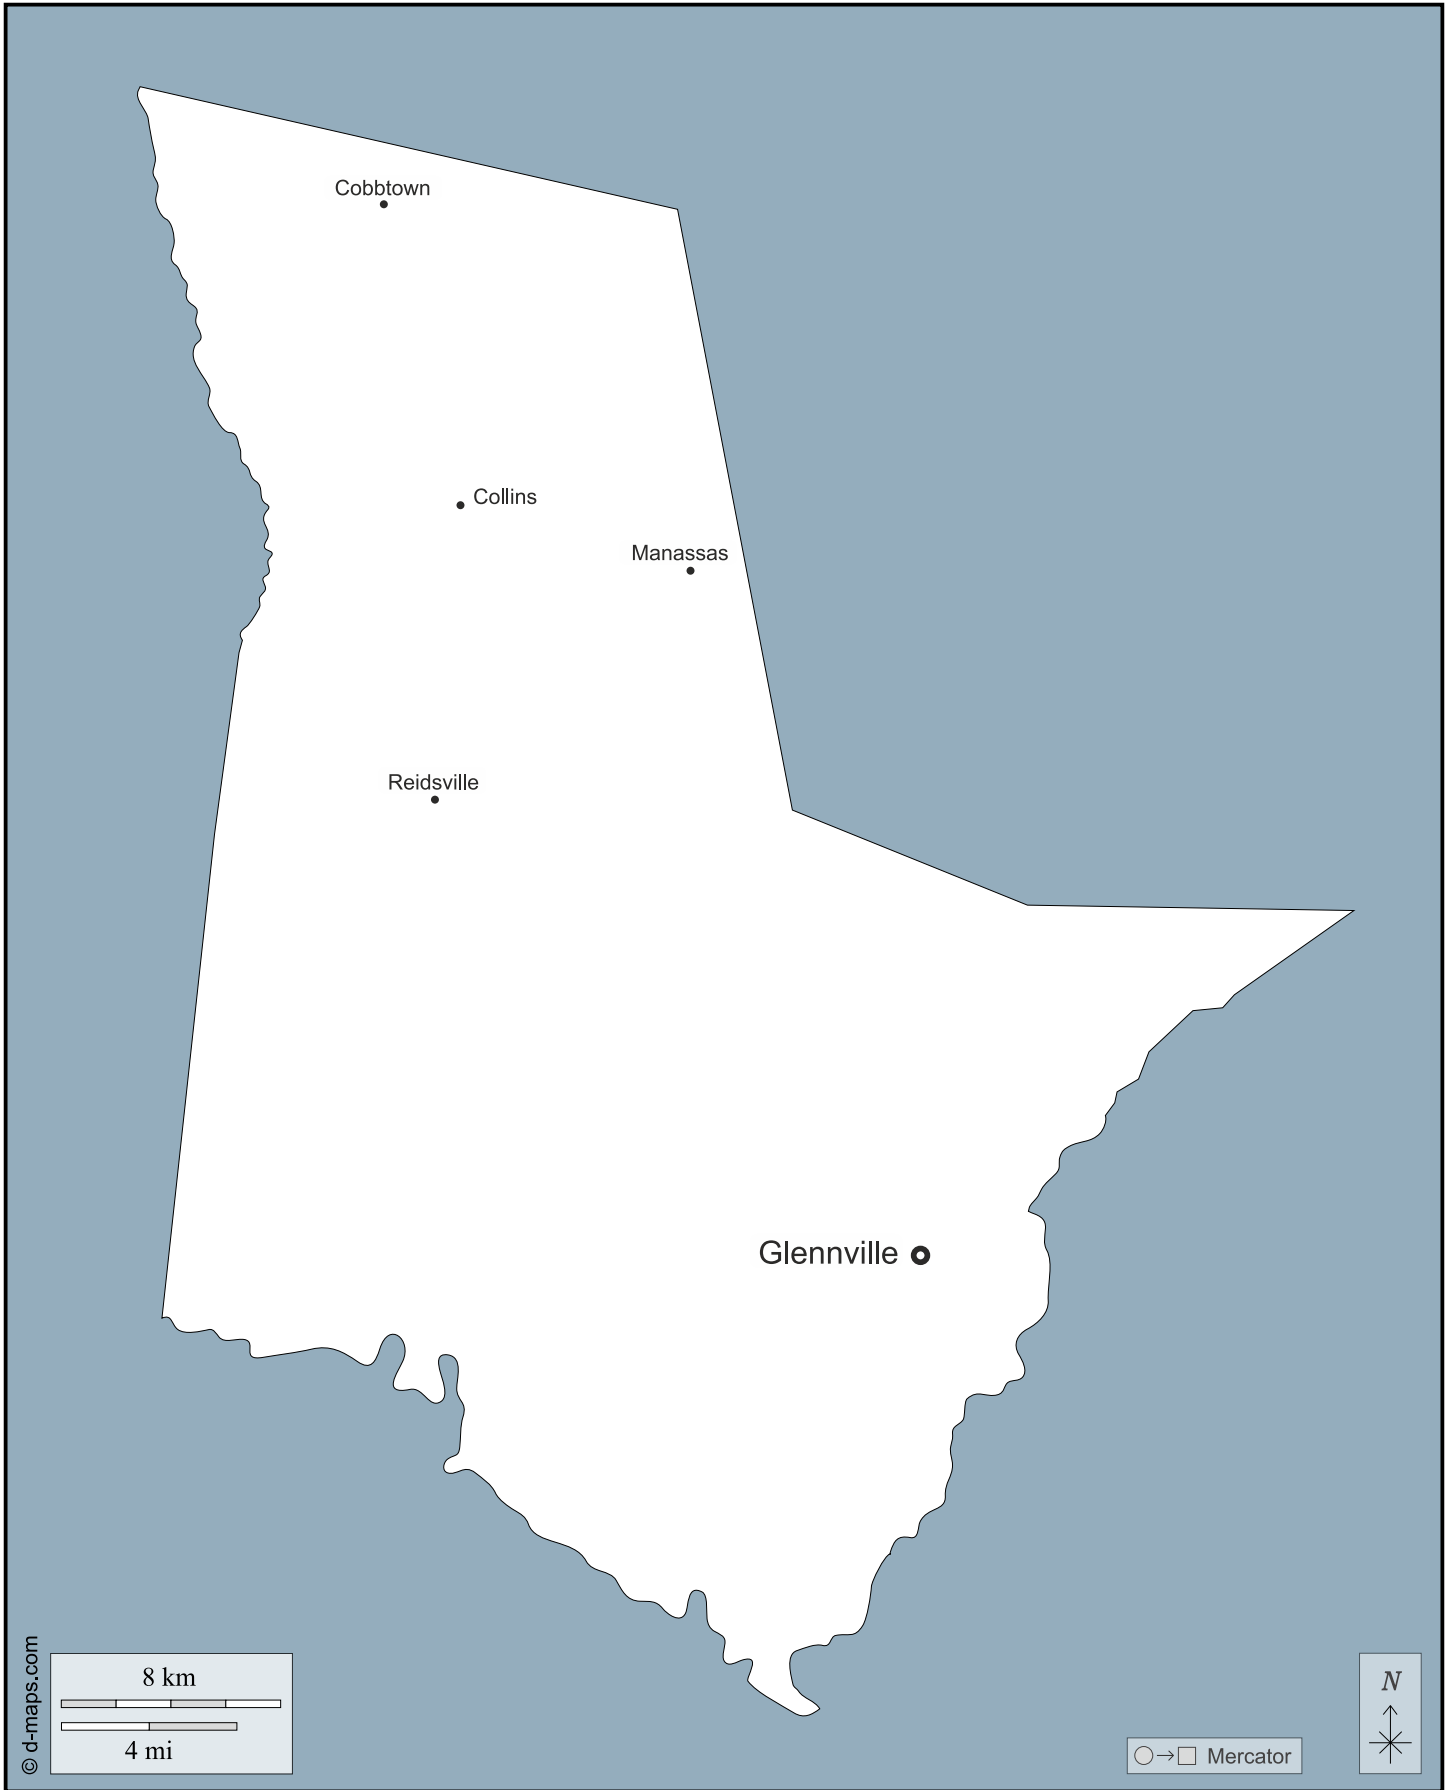 Cobbtown
Collins
Manassas
Reidsville
Glennville
© d-maps.com
8 km
4 mi
Mercator
N